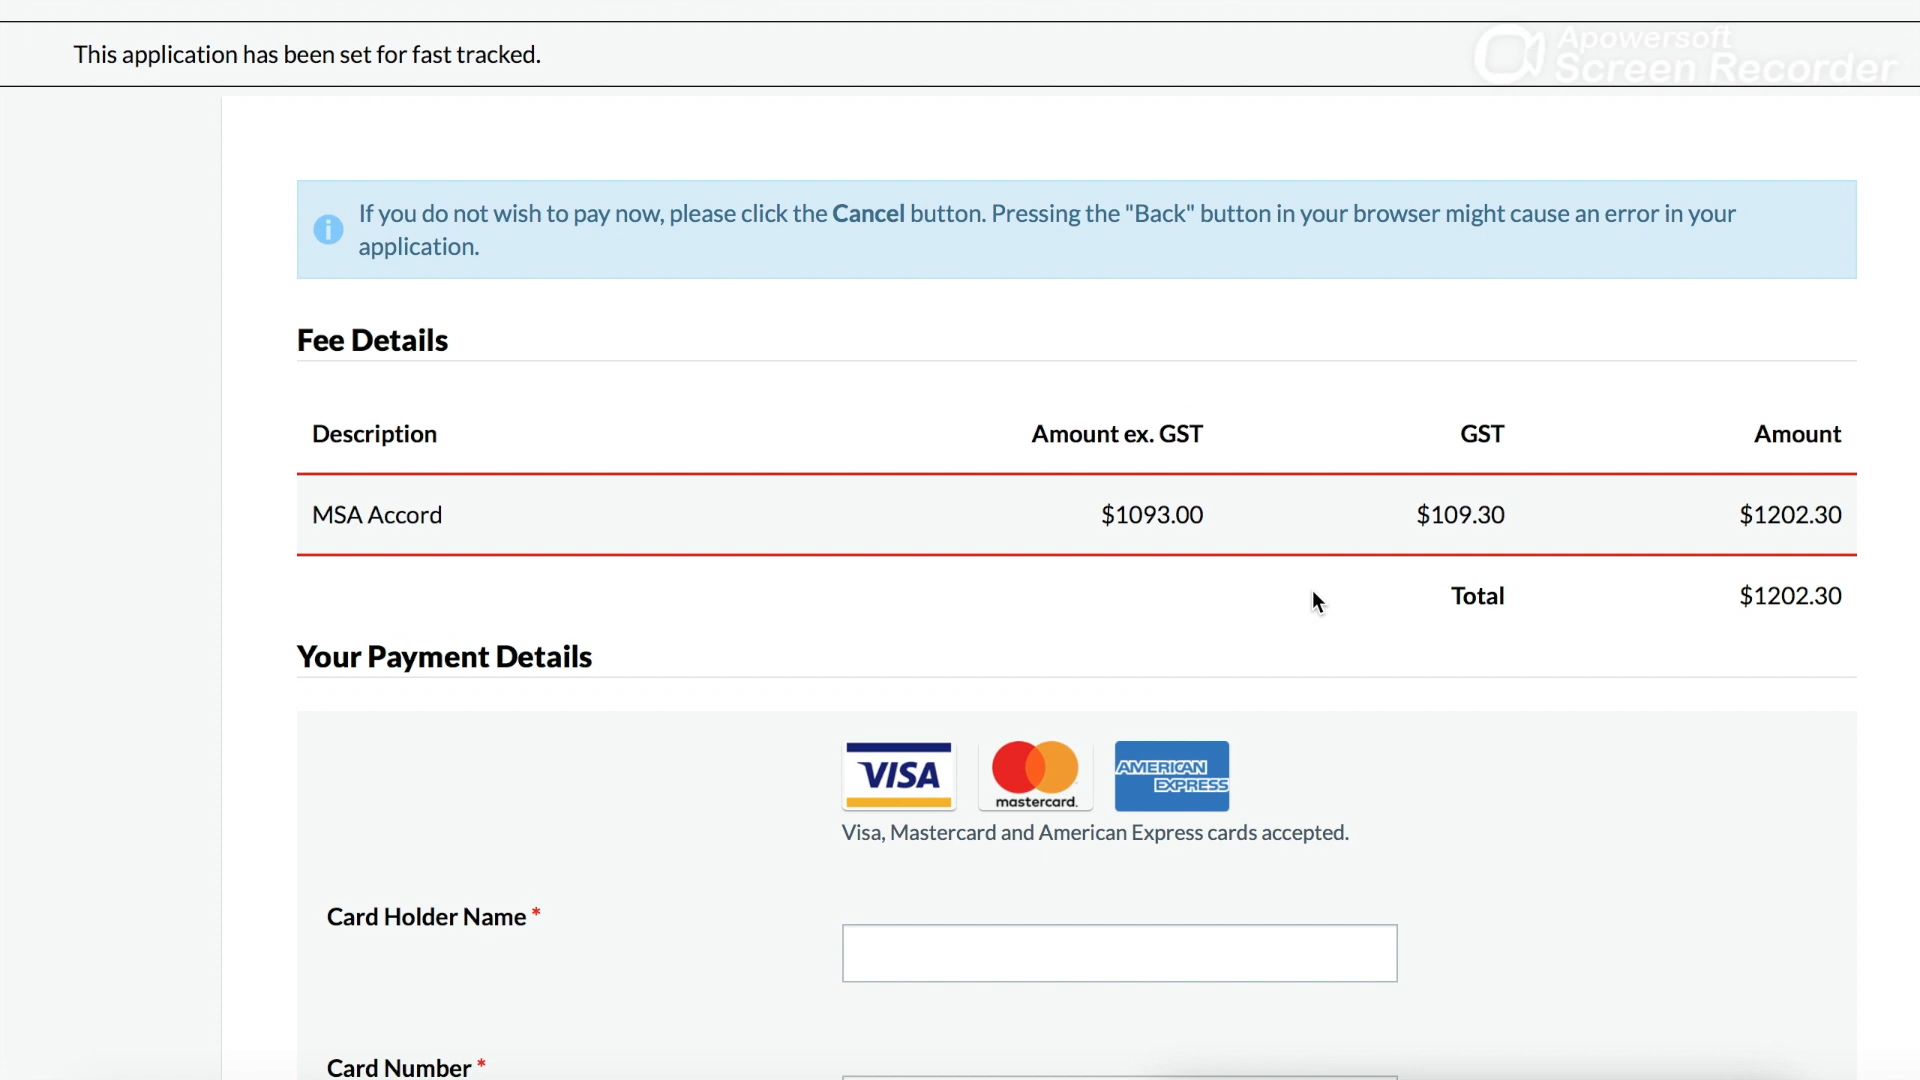 This application has been set for fast tracked.
Apowersoft
Screen Recorder
If you do not wish to pay now, please click the Cancel button. Pressing the "Back" button in your browser might cause an error in your
application.
Fee Details
Description Amount ex. GST GST Amount
MSA Accord $1093.00 $109.30 $1202.30
Total $1202.30
Your Payment Details
VISA
mastercard.
AMERICAN
EXPRESS
Visa, Mastercard and American Express cards accepted.
Card Holder Name *
Card Number *